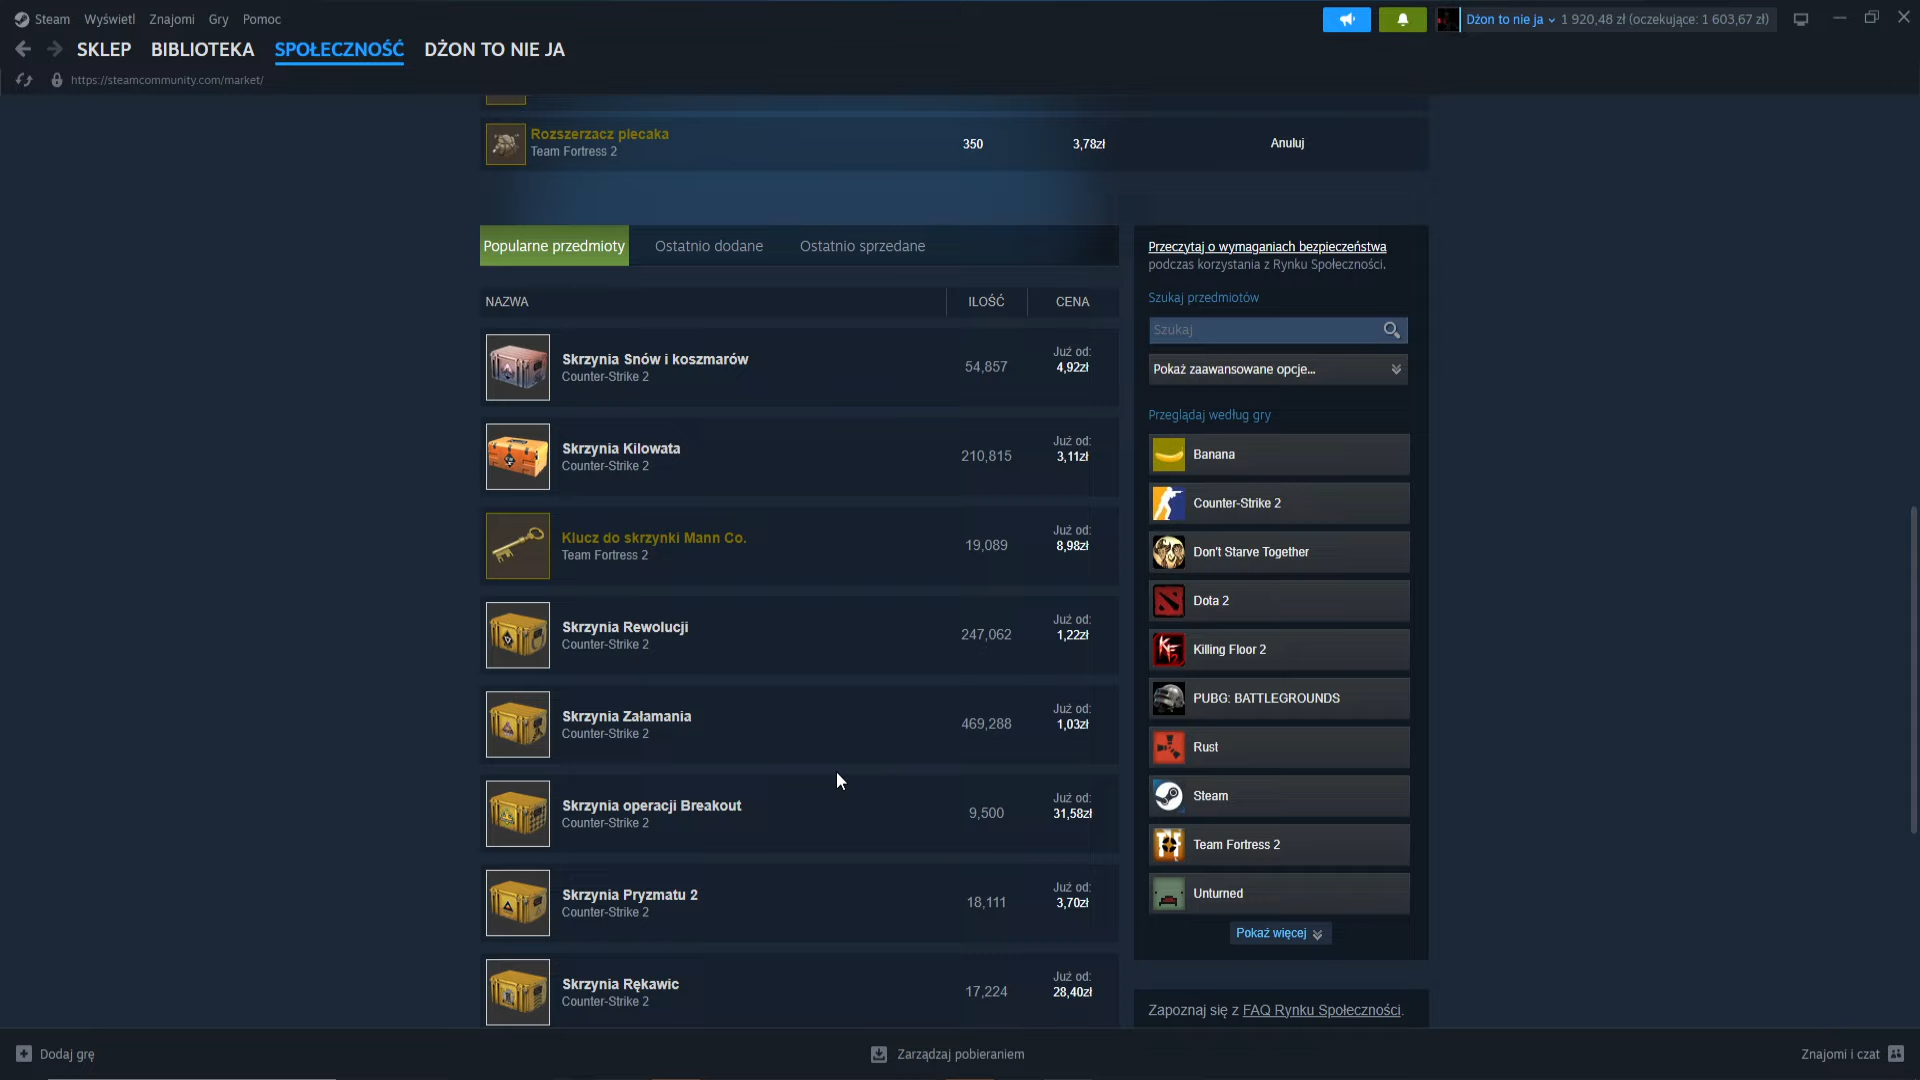 Steam Wyświetl Znajomi Gry Pomoc
Dżon to nie ja 1 920,48 zł (oczekujące: 1 603,67 zł)
SKLEP BIBLIOTEKA SPOŁECZNOŚĆ DŻON TO NIE JA
https://steamcommunity.com/market/
Rozszerzacz plecaka
Team Fortress 2
350 3,78zł Anuluj
Popularne przedmioty Ostatnio dodane Ostatnio sprzedane
NAZWA ILOŚĆ CENA
Skrzynia Snów i koszmarów
Counter-Strike 2
54,857
Już od:
4,92zł
Skrzynia Kilowata
Counter-Strike 2
210,815
Już od:
3,11zł
Klucz do skrzynki Mann Co.
Team Fortress 2
19,089
Już od:
8,98zł
Skrzynia Rewolucji
Counter-Strike 2
247,062
Już od:
1,22zł
Skrzynia Załamania
Counter-Strike 2
469,288
Już od:
1,03zł
Skrzynia operacji Breakout
Counter-Strike 2
9,500
Już od:
31,58zł
Skrzynia Pryzmatu 2
Counter-Strike 2
18,111
Już od:
3,70zł
Skrzynia Rękawic
Counter-Strike 2
17,224
Już od:
28,40zł
Przeczytaj o wymaganiach bezpieczeństwa
podczas korzystania z Rynku Społeczności.
Szukaj przedmiotów
Szukaj
Pokaż zaawansowane opcje...
Przeglądaj według gry
Banana
Counter-Strike 2
Don't Starve Together
Dota 2
Killing Floor 2
PUBG: BATTLEGROUNDS
Rust
Steam
Team Fortress 2
Unturned
Pokaż więcej
Zapoznaj się z FAQ Rynku Społeczności.
Dodaj grę Zarządzaj pobieraniem Znajomi i czat